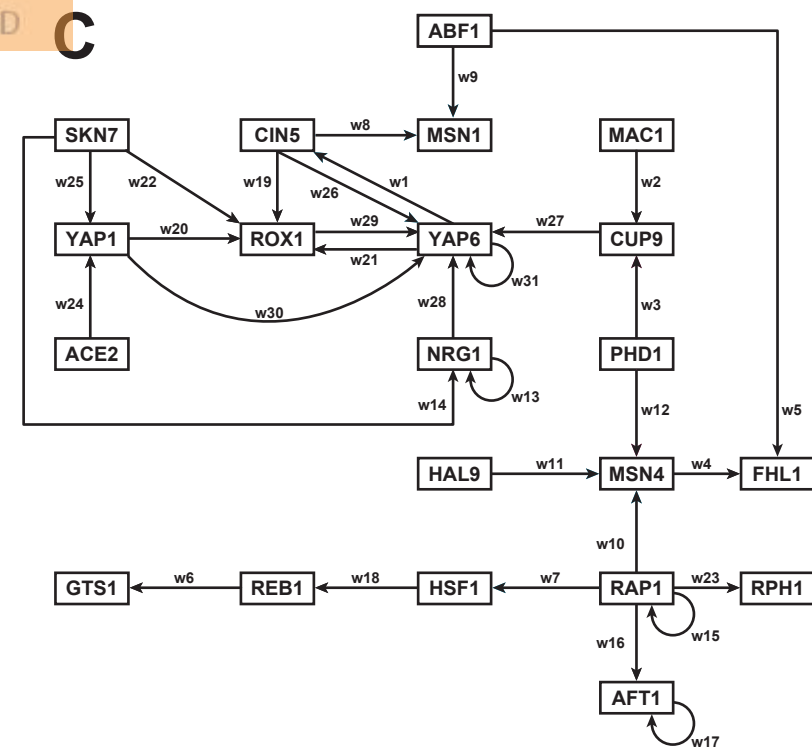 D
C
ABF1
w9
SKN7
CIN5
w8
MSN1
MAC1
w25
w22
w19
w26
w1
w2
YAP1
w20
ROX1
w29
YAP6
w27
CUP9
w21
w31
w24
w30
w28
w3
ACE2
NRG1
PHD1
w14
w13
w12
w5
HAL9
w11
MSN4
w4
FHL1
w10
GTS1
w6
REB1
w18
HSF1
w7
RAP1
w23
RPH1
w16
w15
AFT1
w17